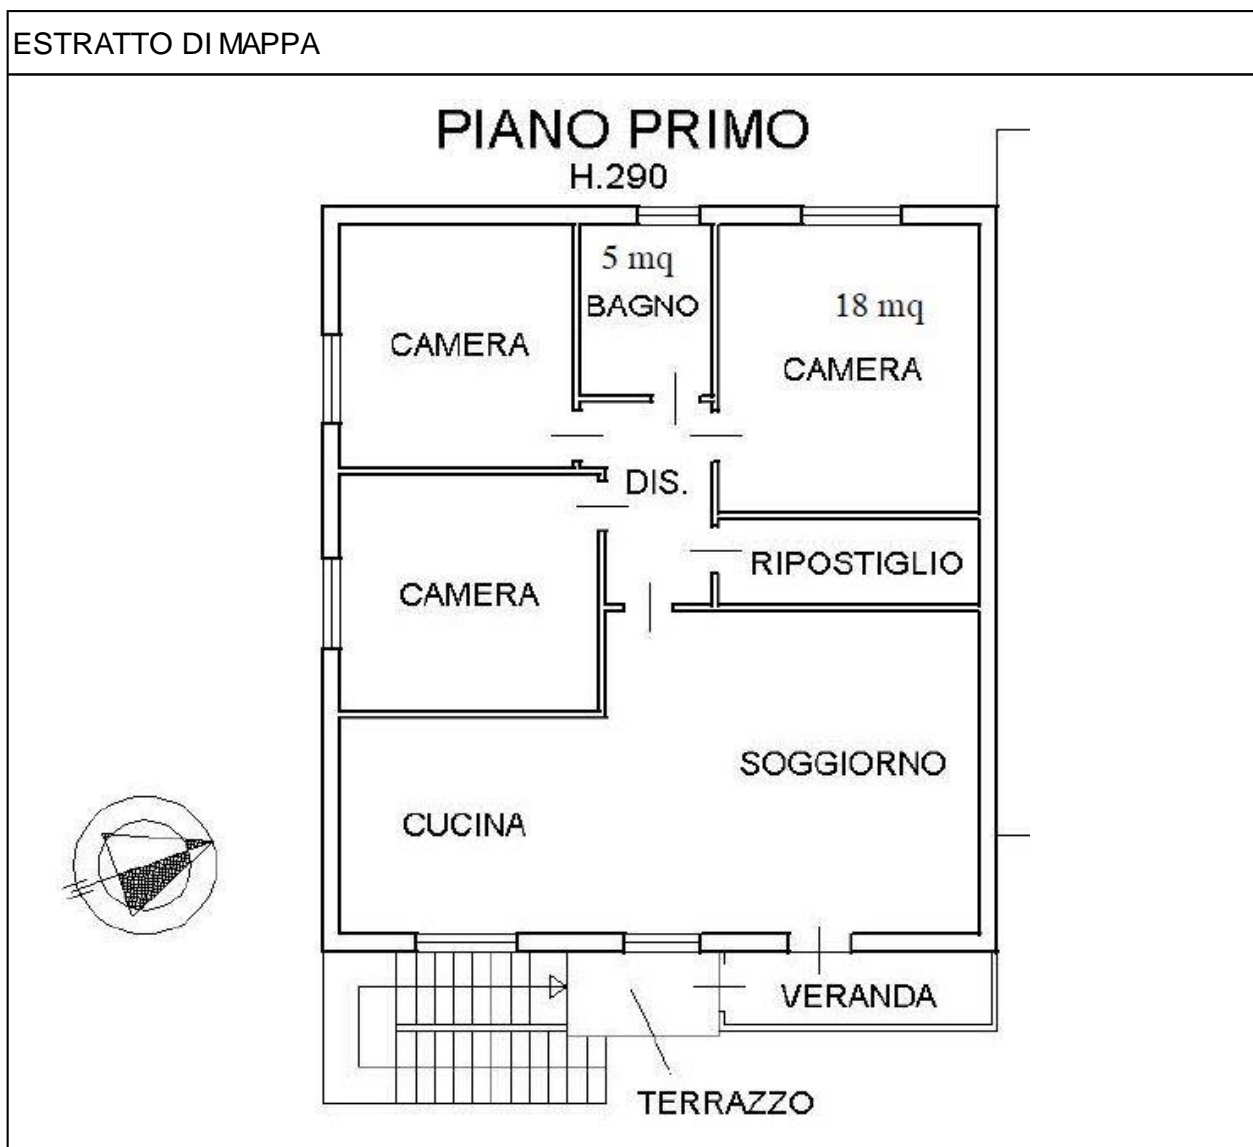 ESTRATTO DI MAPPA
PIANO PRIMO
H.290
5 mq
BAGNO
18 mq
CAMERA
CAMERA
DIS.
RIPOSTIGLIO
CAMERA
SOGGIORNO
CUCINA
VERANDA
TERRAZZO